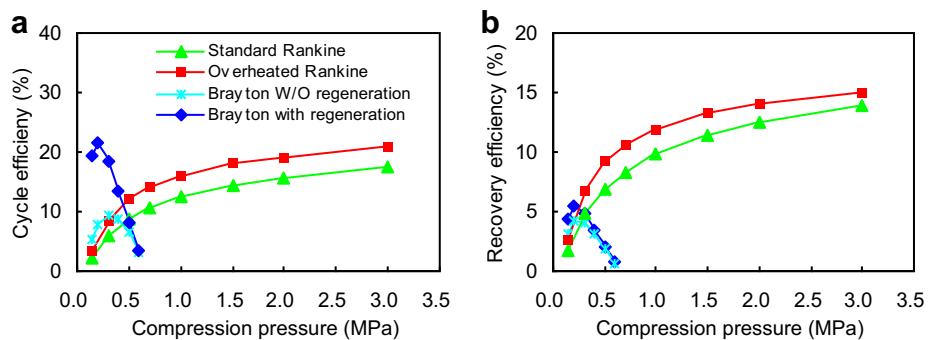 a
40
30
20
10
0
Cycle efficieny (%)
Standard Rankine
Overheated Rankine
Brayton W/O regeneration
Brayton with regeneration
0.0 0.5 1.0 1.5 2.0 2.5 3.0 3.5
Compression pressure (MPa)
b
20
15
10
5
0
Recovery efficiency (%)
0.0 0.5 1.0 1.5 2.0 2.5 3.0 3.5
Compression pressure (MPa)